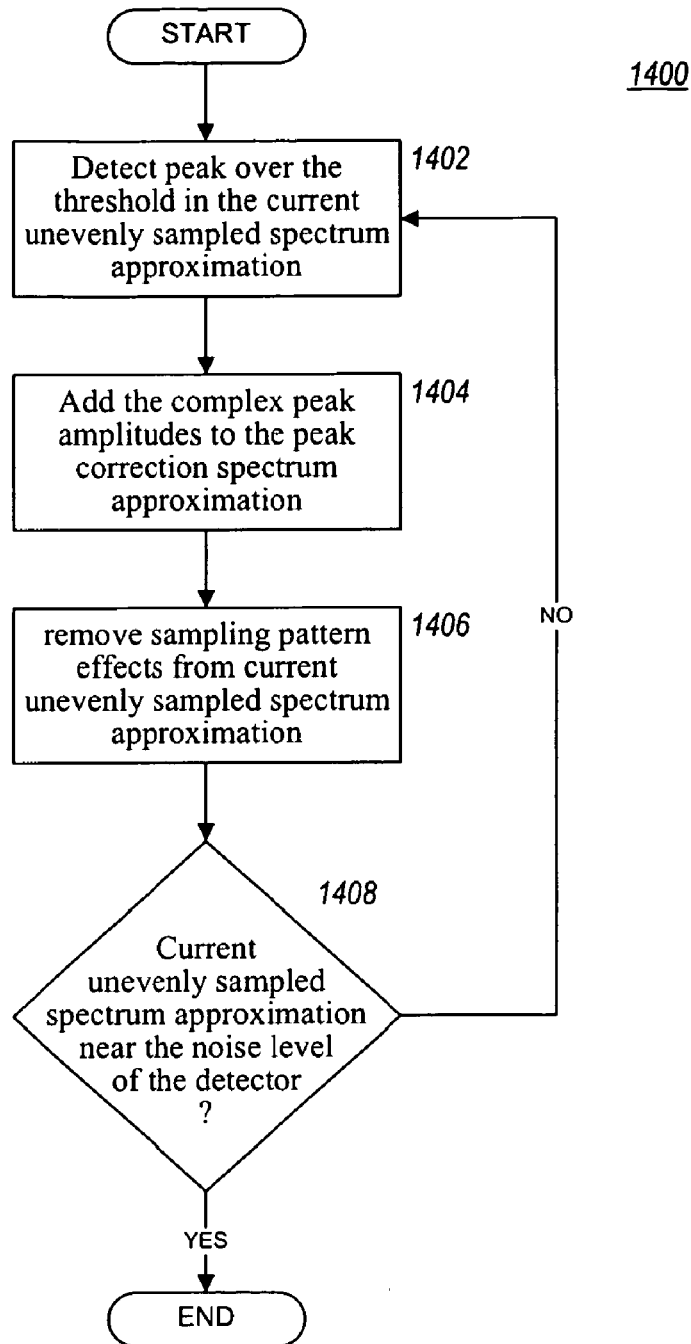 START
1400
1402
Detect peak over the
threshold in the current
unevenly sampled spectrum
approximation
1404
Add the complex peak
amplitudes to the peak
correction spectrum
approximation
1406
remove sampling pattern
effects from current
unevenly sampled spectrum
approximation
NO
1408
Current
unevenly sampled
spectrum approximation
near the noise level
of the detector
?
YES
END